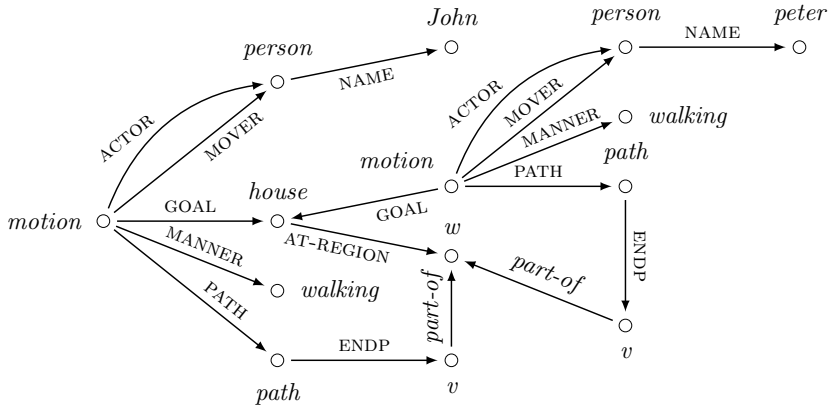 John
person
peter
person
NAME
NAME
ACTOR
MOVER
MANNER
walking
ACTOR
MOVER
motion
path
PATH
house
GOAL
GOAL
motion
w
AT-REGION
MANNER
ENDP
part-of
walking
part-of
PATH
ENDP
v
path
v